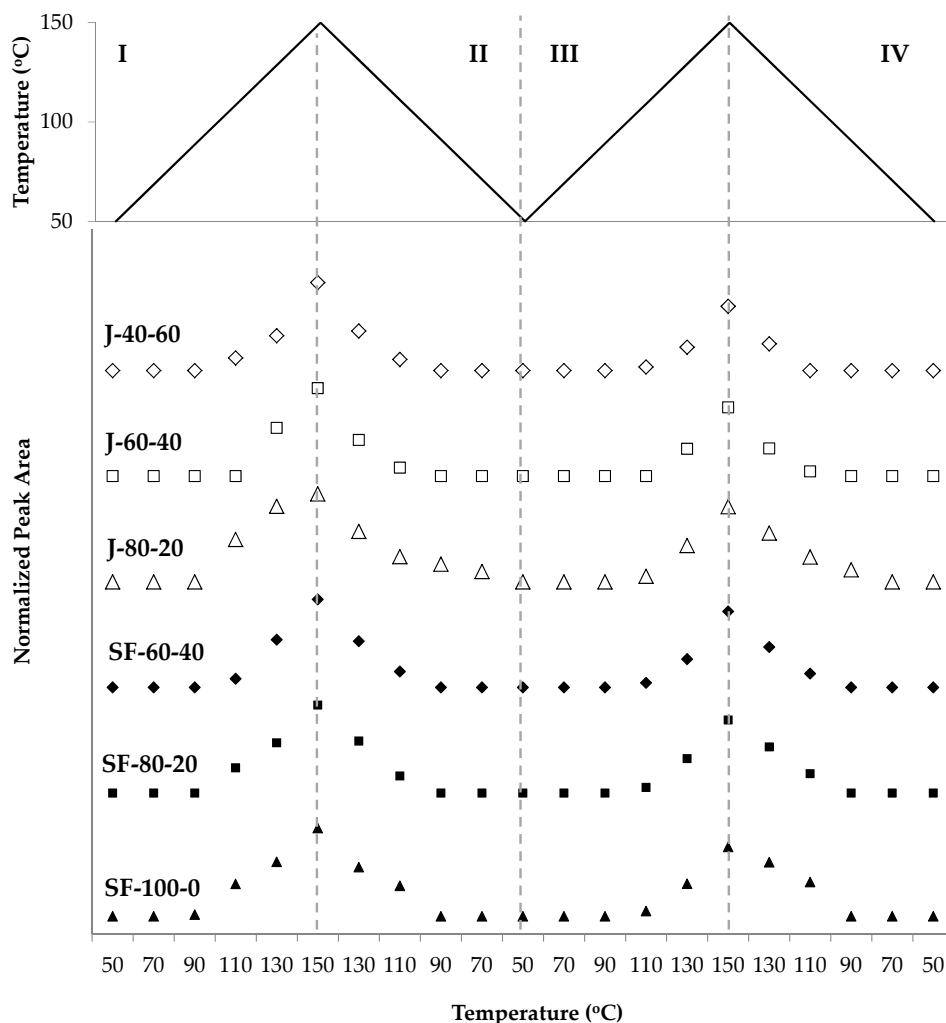 150
I
II
III
IV
100
50
Temperature (ºC)
J-40-60
J-60-40
J-80-20
SF-60-40
SF-80-20
SF-100-0
Normalized Peak Area
50 70 90 110 130 150 130 110 90 70 50 70 90 110 130 150 130 110 90 70 50
Temperature (ºC)